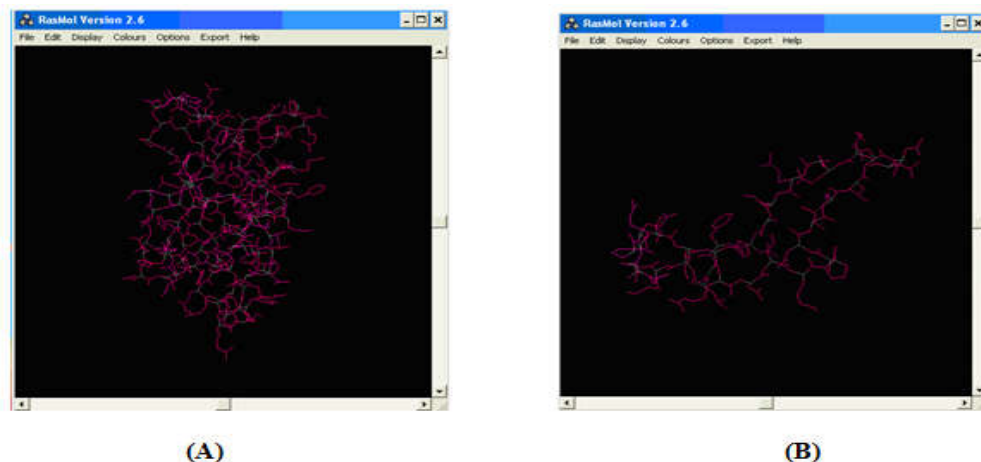 RasMol Version 2.6
File Edit Display Colours Options Export Help
RasMol Version 2.6
File Edit Display Colours Options Export Help
(A)
(B)